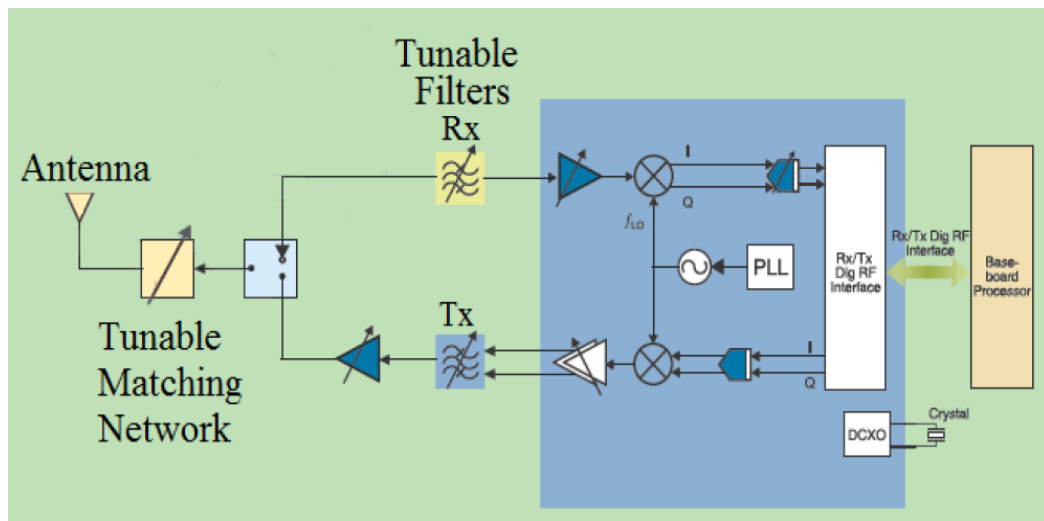 Tunable
Filters
Rx
Antenna
I
Q
fLO
PLL
Rx/Tx
Dig RF
Interface
Rx/Tx Dig RF
Interface
Base-
board
Processor
Tx
I
Q
Tunable
Matching
Network
DCXO
Crystal